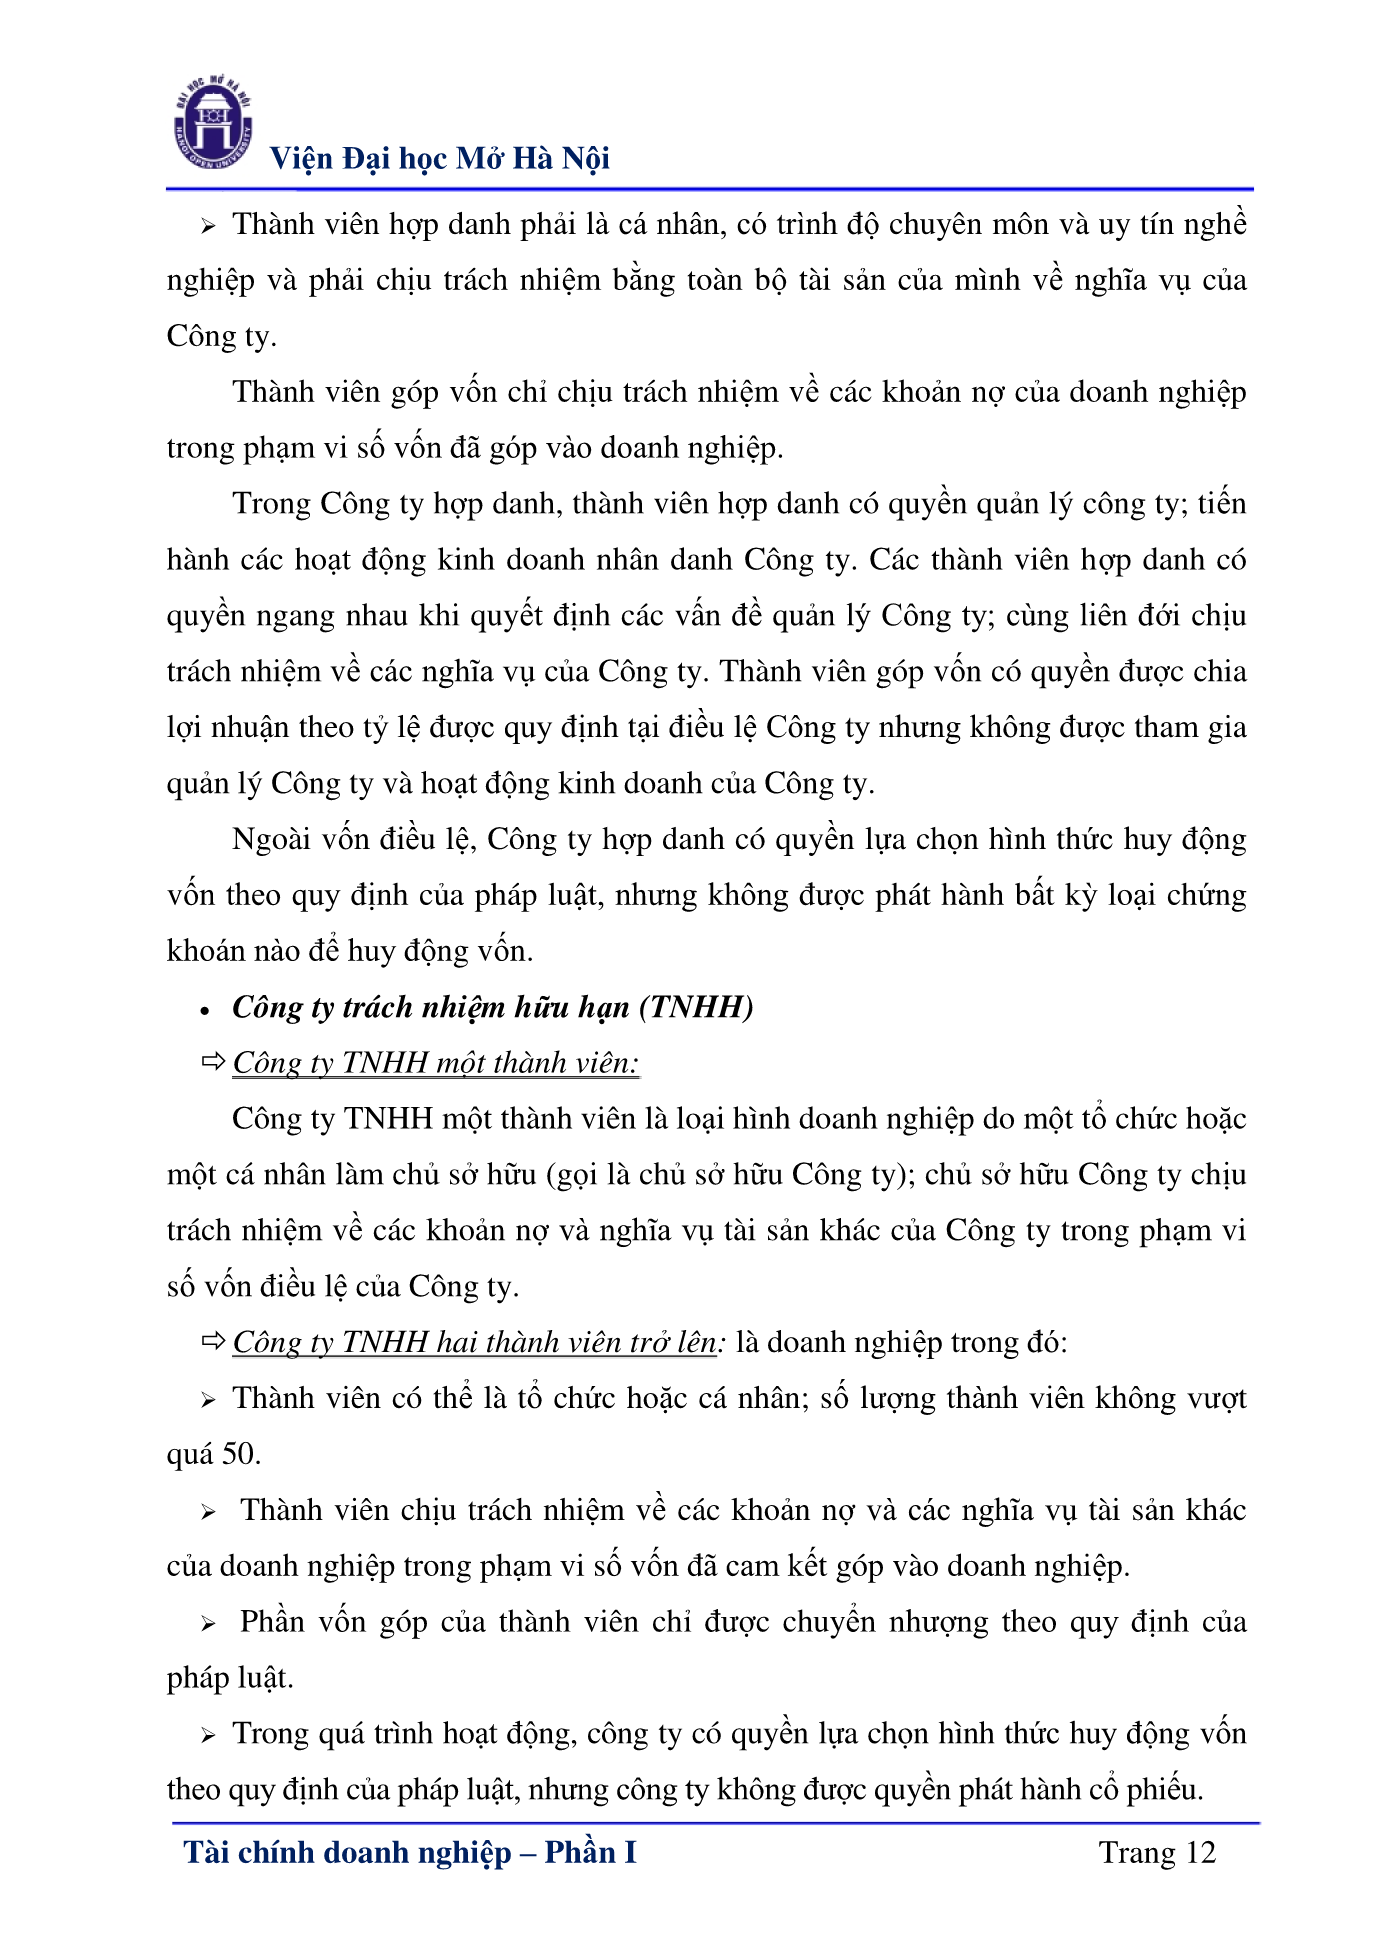 ĐẠI HỌC MỞ HÀ NỘI
HANOI OPEN UNIVERSITY
Viện Đại học Mở Hà Nội
➢ Thành viên hợp danh phải là cá nhân, có trình độ chuyên môn và uy tín nghề
nghiệp và phải chịu trách nhiệm bằng toàn bộ tài sản của mình về nghĩa vụ của
Công ty.
Thành viên góp vốn chỉ chịu trách nhiệm về các khoản nợ của doanh nghiệp
trong phạm vi số vốn đã góp vào doanh nghiệp.
Trong Công ty hợp danh, thành viên hợp danh có quyền quản lý công ty; tiến
hành các hoạt động kinh doanh nhân danh Công ty. Các thành viên hợp danh có
quyền ngang nhau khi quyết định các vấn đề quản lý Công ty; cùng liên đới chịu
trách nhiệm về các nghĩa vụ của Công ty. Thành viên góp vốn có quyền được chia
lợi nhuận theo tỷ lệ được quy định tại điều lệ Công ty nhưng không được tham gia
quản lý Công ty và hoạt động kinh doanh của Công ty.
Ngoài vốn điều lệ, Công ty hợp danh có quyền lựa chọn hình thức huy động
vốn theo quy định của pháp luật, nhưng không được phát hành bất kỳ loại chứng
khoán nào để huy động vốn.
• Công ty trách nhiệm hữu hạn (TNHH)
⇨ Công ty TNHH một thành viên:
Công ty TNHH một thành viên là loại hình doanh nghiệp do một tổ chức hoặc
một cá nhân làm chủ sở hữu (gọi là chủ sở hữu Công ty); chủ sở hữu Công ty chịu
trách nhiệm về các khoản nợ và nghĩa vụ tài sản khác của Công ty trong phạm vi
số vốn điều lệ của Công ty.
⇨ Công ty TNHH hai thành viên trở lên: là doanh nghiệp trong đó:
➢ Thành viên có thể là tổ chức hoặc cá nhân; số lượng thành viên không vượt
quá 50.
➢ Thành viên chịu trách nhiệm về các khoản nợ và các nghĩa vụ tài sản khác
của doanh nghiệp trong phạm vi số vốn đã cam kết góp vào doanh nghiệp.
➢ Phần vốn góp của thành viên chỉ được chuyển nhượng theo quy định của
pháp luật.
➢ Trong quá trình hoạt động, công ty có quyền lựa chọn hình thức huy động vốn
theo quy định của pháp luật, nhưng công ty không được quyền phát hành cổ phiếu.
Tài chính doanh nghiệp – Phần I Trang 12